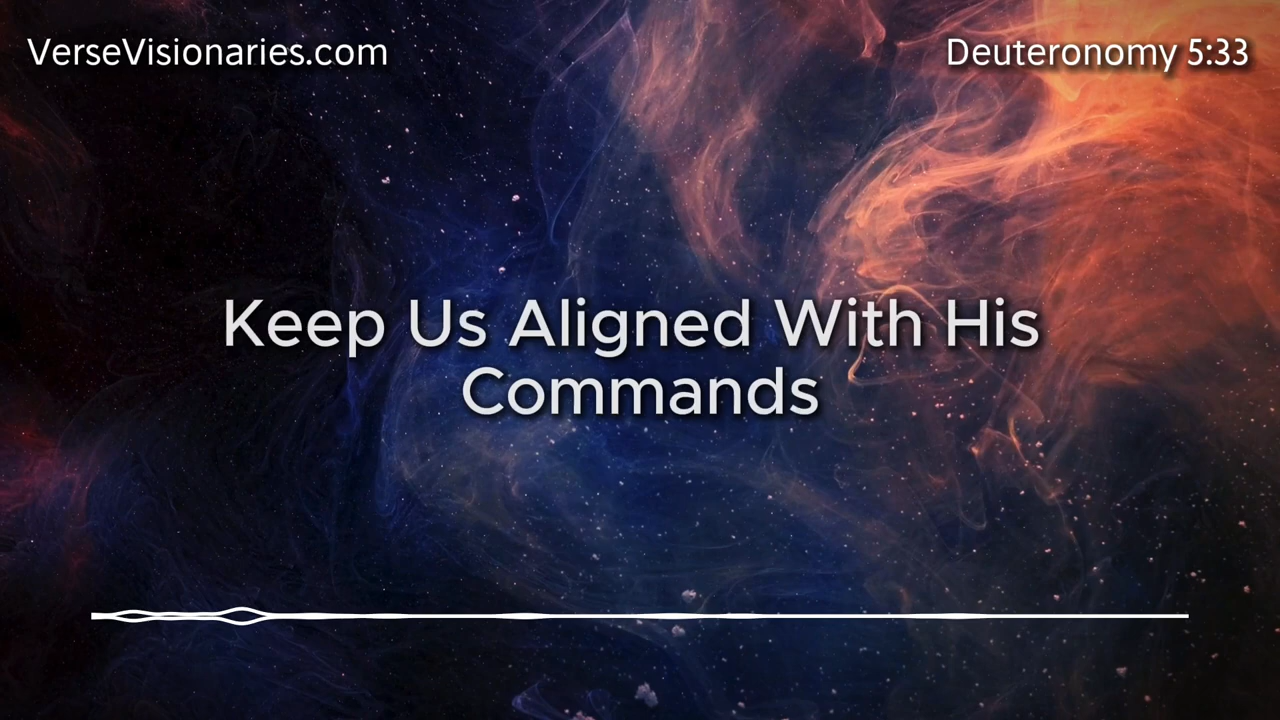 VerseVisionaries.com
Deuteronomy 5:33
Keep Us Aligned With His
Commands